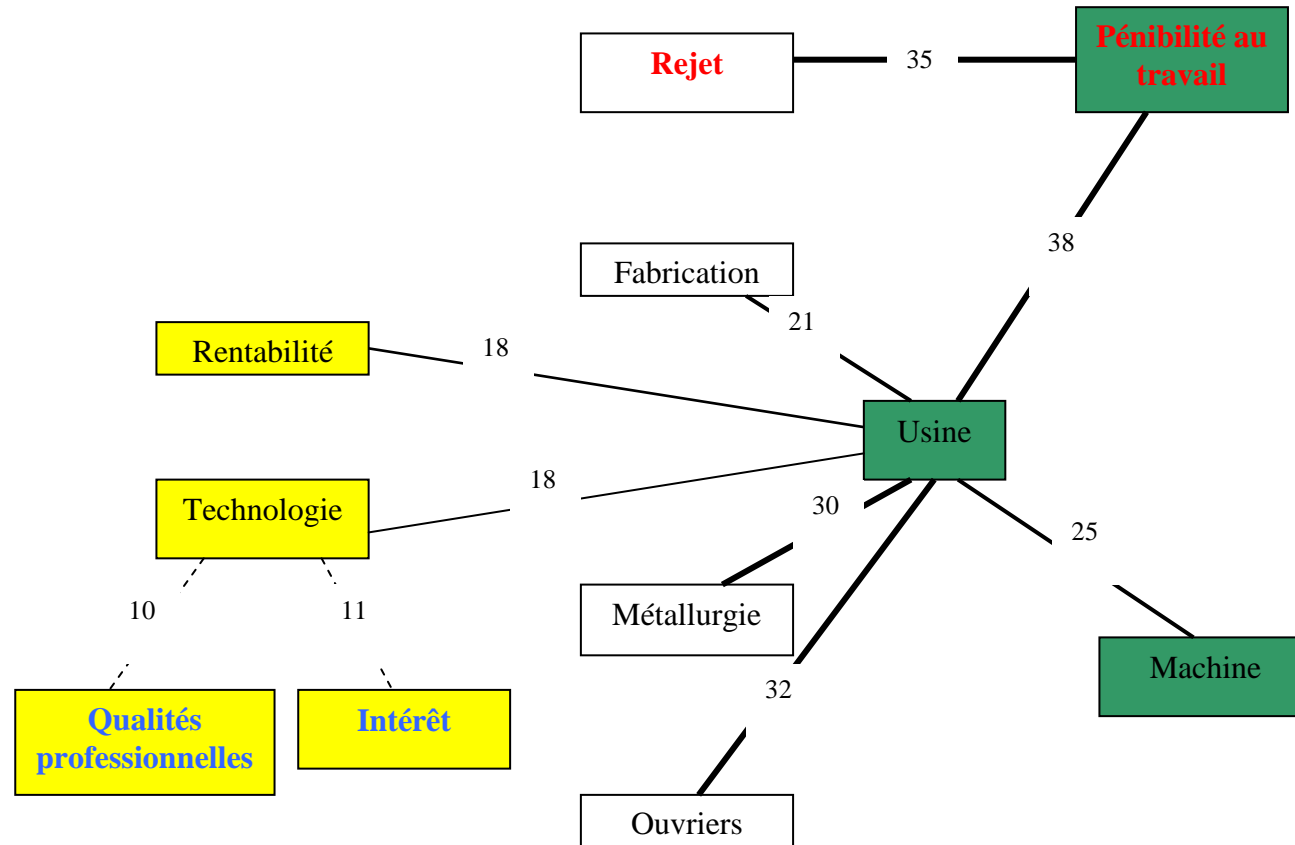 Rejet
35
Pénibilité au
travail
38
Fabrication
21
Rentabilité
18
Usine
Technologie
18
30
25
10
11
Métallurgie
Machine
32
Qualités
professionnelles
Intérêt
Ouvriers